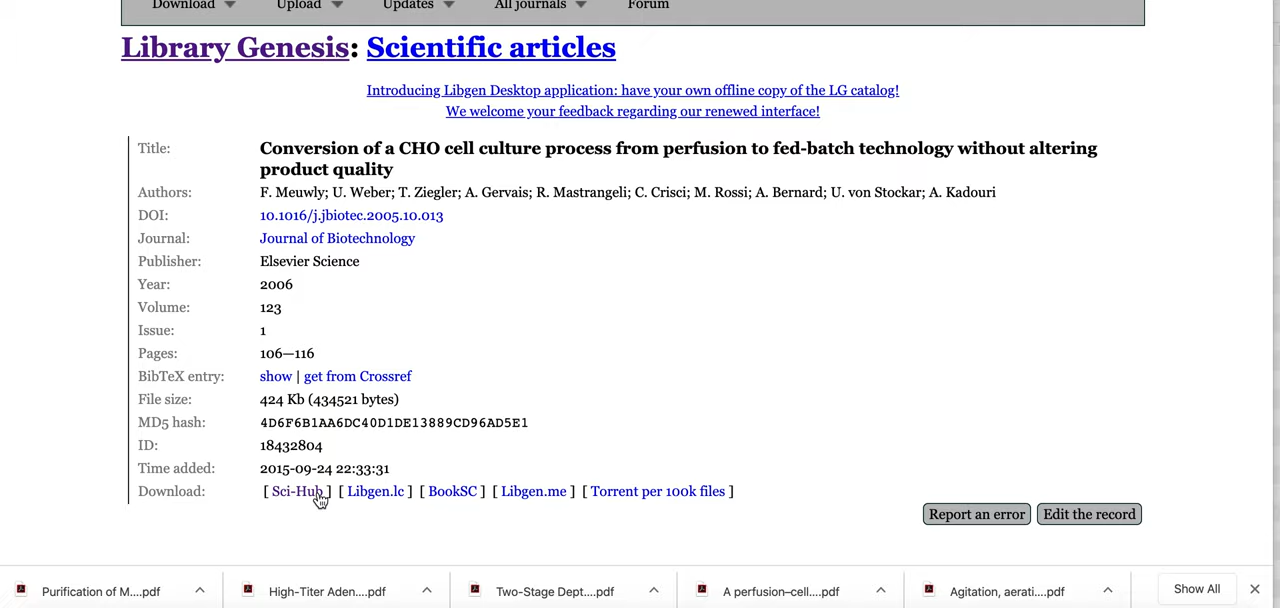 Download Upload Updates All journals Forum
Library Genesis: Scientific articles
Introducing Libgen Desktop application: have your own offline copy of the LG catalog!
We welcome your feedback regarding our renewed interface!
Title: Conversion of a CHO cell culture process from perfusion to fed-batch technology without altering
product quality
Authors: F. Meuwly; U. Weber; T. Ziegler; A. Gervais; R. Mastrangeli; C. Crisci; M. Rossi; A. Bernard; U. von Stockar; A. Kadouri
DOI: 10.1016/j.jbiotec.2005.10.013
Journal: Journal of Biotechnology
Publisher: Elsevier Science
Year: 2006
Volume: 123
Issue: 1
Pages: 106—116
BibTeX entry: show | get from Crossref
File size: 424 Kb (434521 bytes)
MD5 hash: 4D6F6B1AA6DC40D1DE13889CD96AD5E1
ID: 18432804
Time added: 2015-09-24 22:33:31
Download: [ Sci-Hub ] [ Libgen.lc ] [ BookSC ] [ Libgen.me ] [ Torrent per 100k files ]
Report an error Edit the record
Purification of M....pdf High-Titer Aden....pdf Two-Stage Dept....pdf A perfusion–cell....pdf Agitation, aerati....pdf Show All